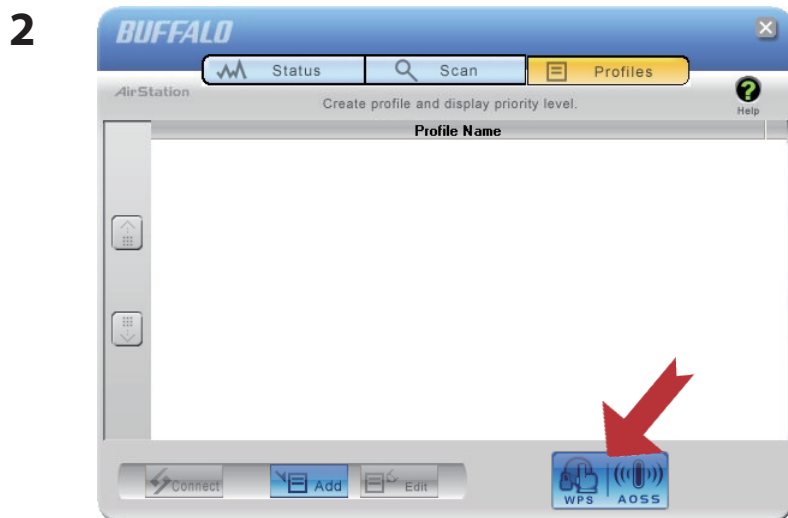 2
BUFFALO
Status
Scan
Profiles
AirStation
Create profile and display priority level.
Help
Profile Name
Connect
Add
Edit
WPS
AOSS